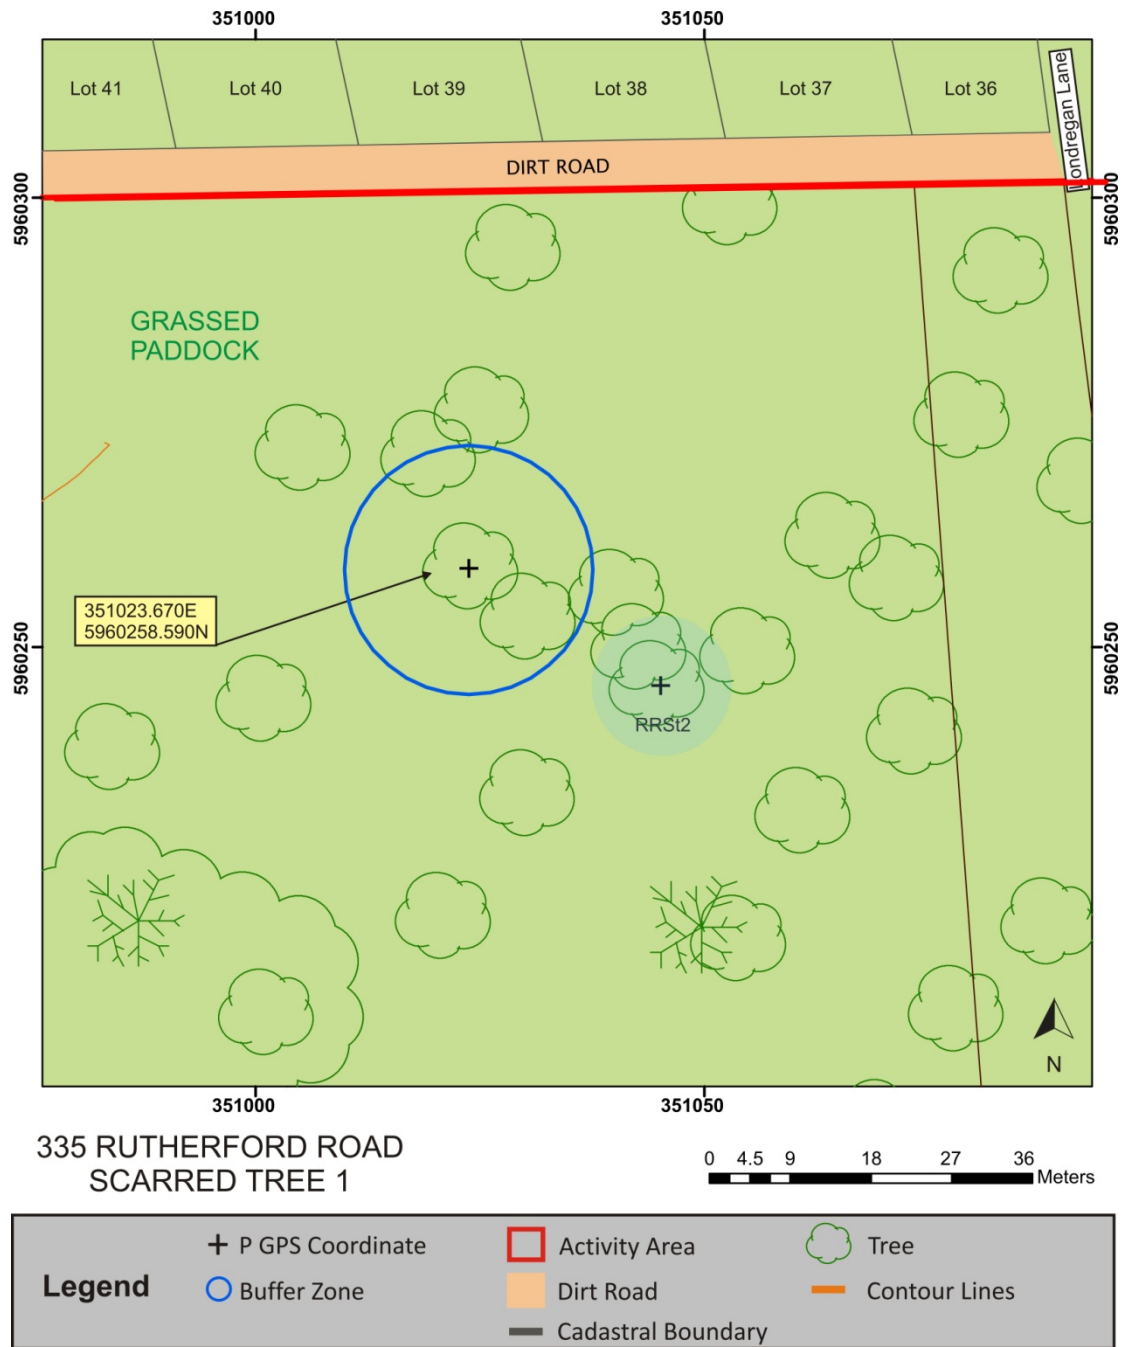 351000
351050
Lot 41
Lot 40
Lot 39
Lot 38
Lot 37
Lot 36
Londregan Lane
DIRT ROAD
5960300
5960300
GRASSED
PADDOCK
351023.670E
5960258.590N
5960250
5960250
RRSt2
N
351000
351050
335 RUTHERFORD ROAD
SCARRED TREE 1
0 4.5 9 18 27 36
Meters
Legend
P GPS Coordinate
Activity Area
Tree
Buffer Zone
Dirt Road
Contour Lines
Cadastral Boundary